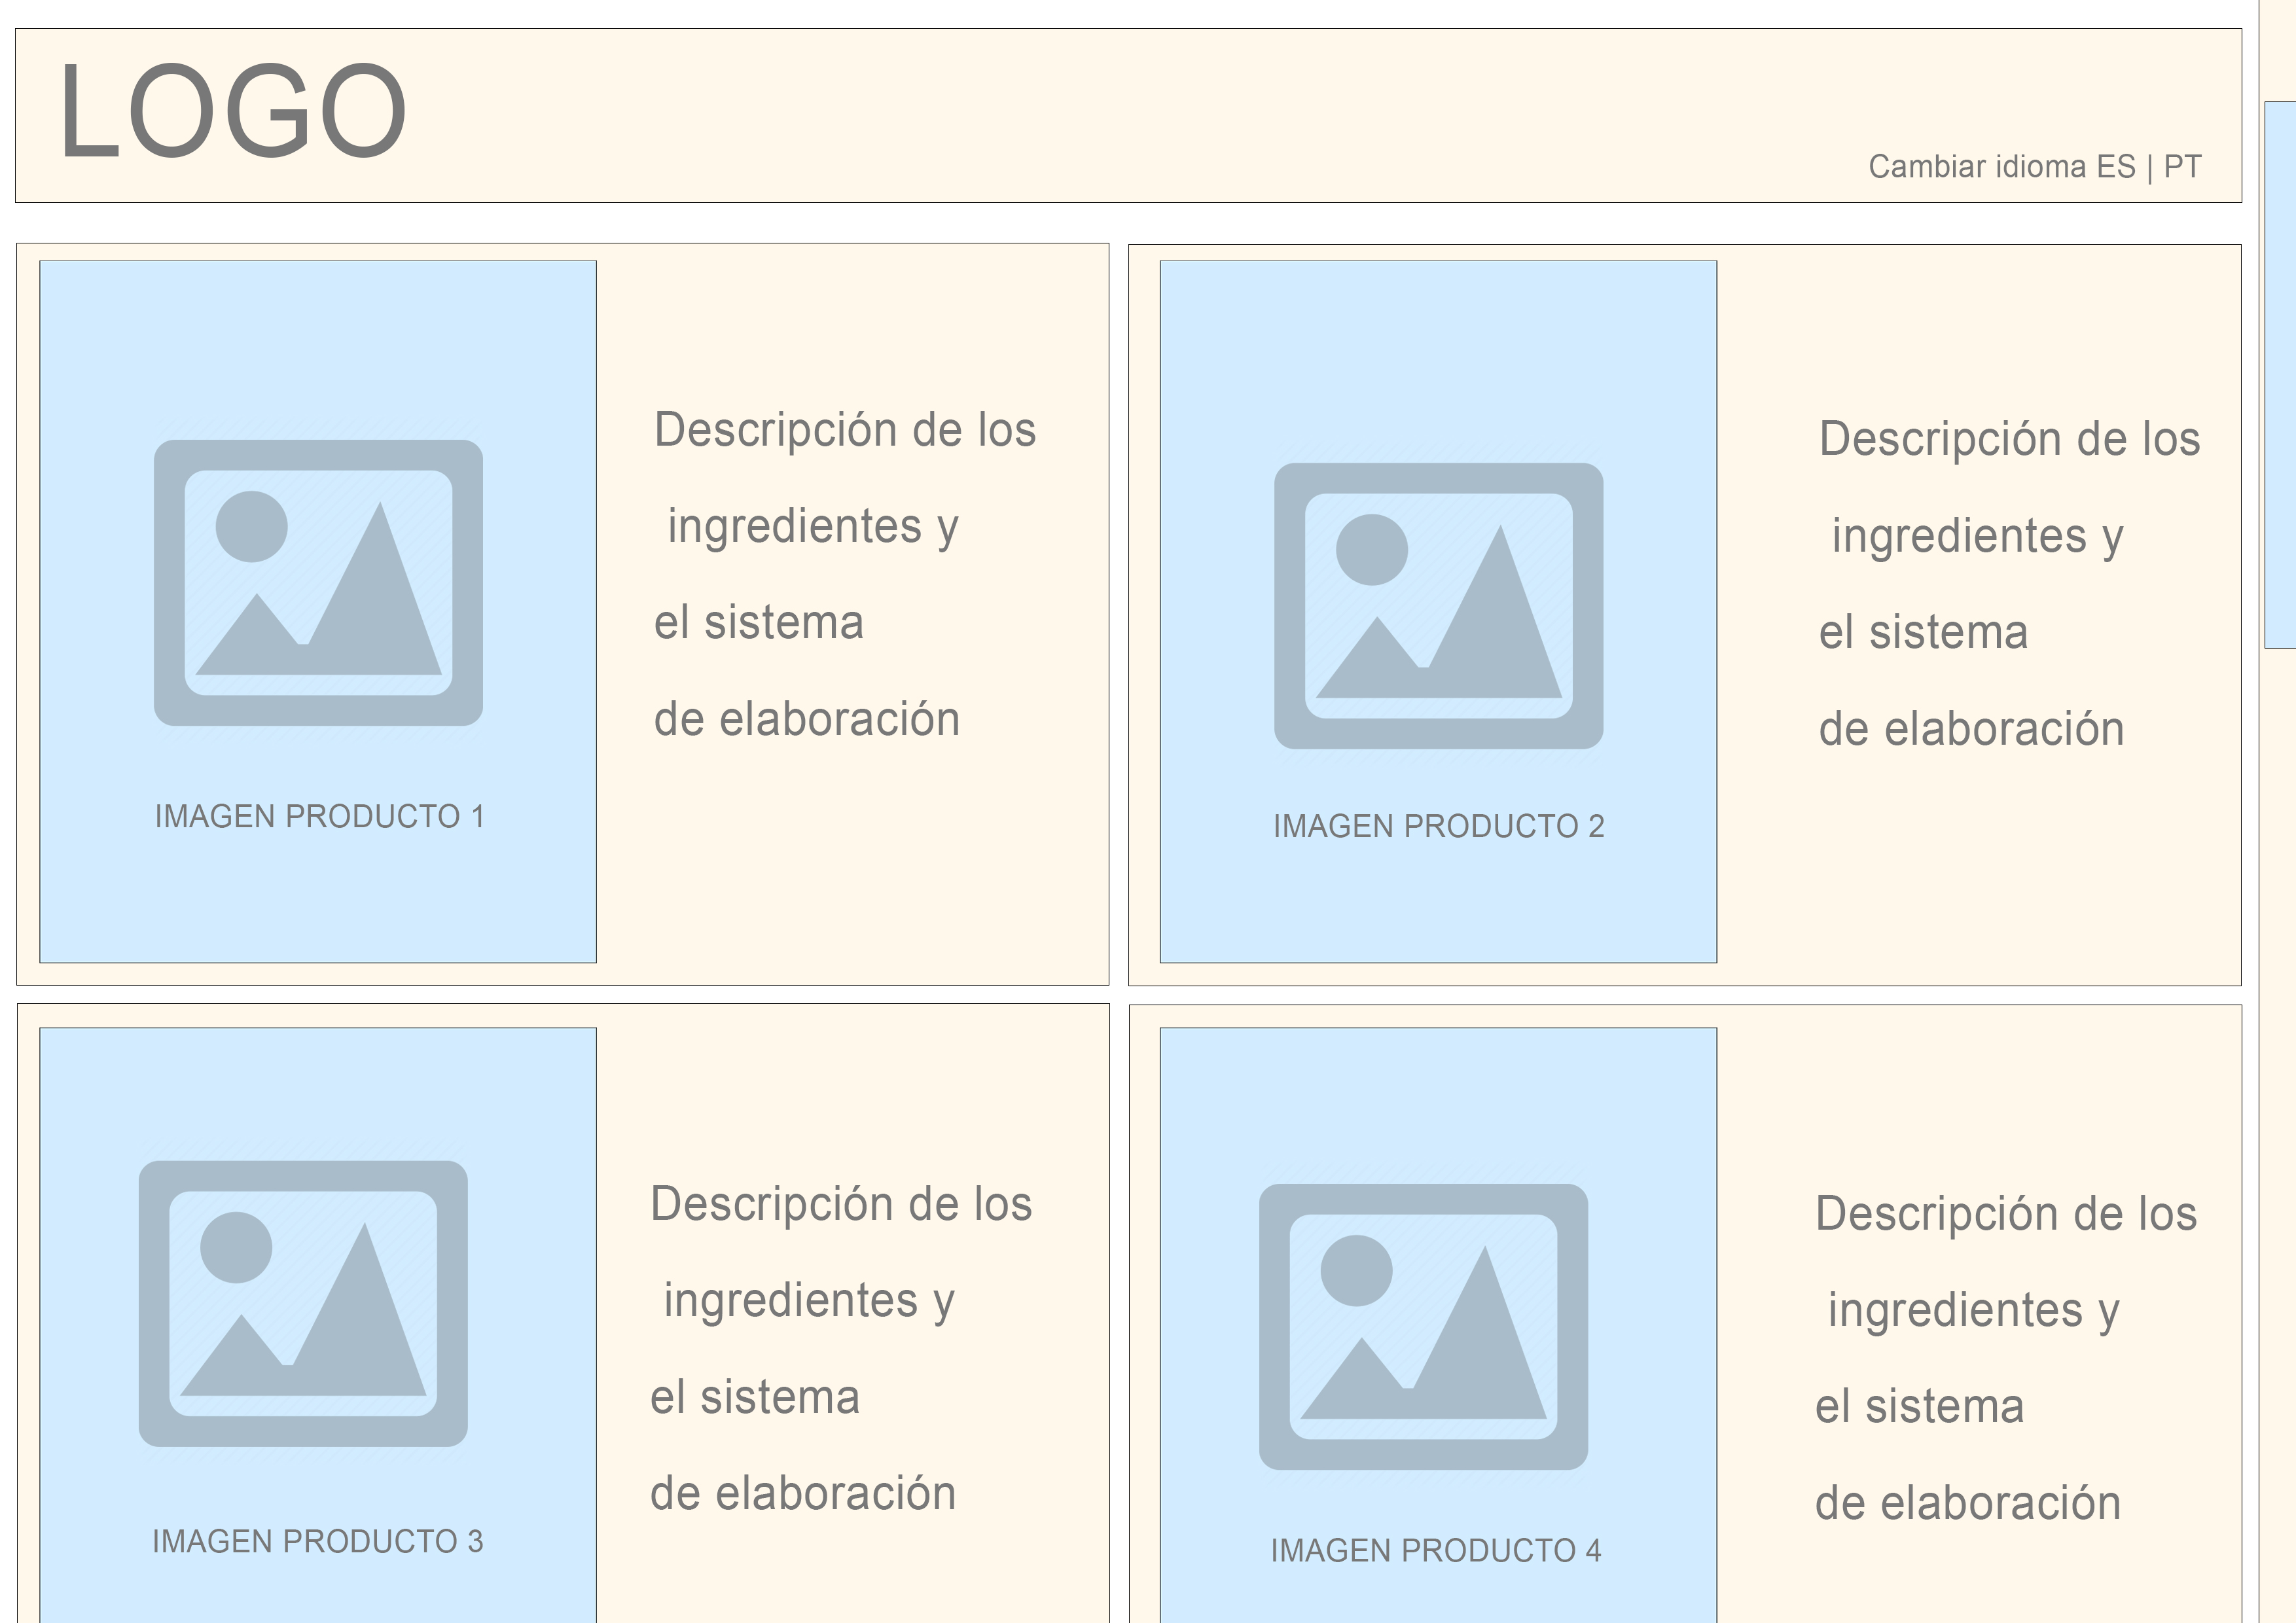 LOGO
Cambiar idioma ES | PT
Descripción de los
ingredientes y
el sistema
de elaboración
IMAGEN PRODUCTO 1
Descripción de los
ingredientes y
el sistema
de elaboración
IMAGEN PRODUCTO 2
Descripción de los
ingredientes y
el sistema
de elaboración
IMAGEN PRODUCTO 3
Descripción de los
ingredientes y
el sistema
de elaboración
IMAGEN PRODUCTO 4